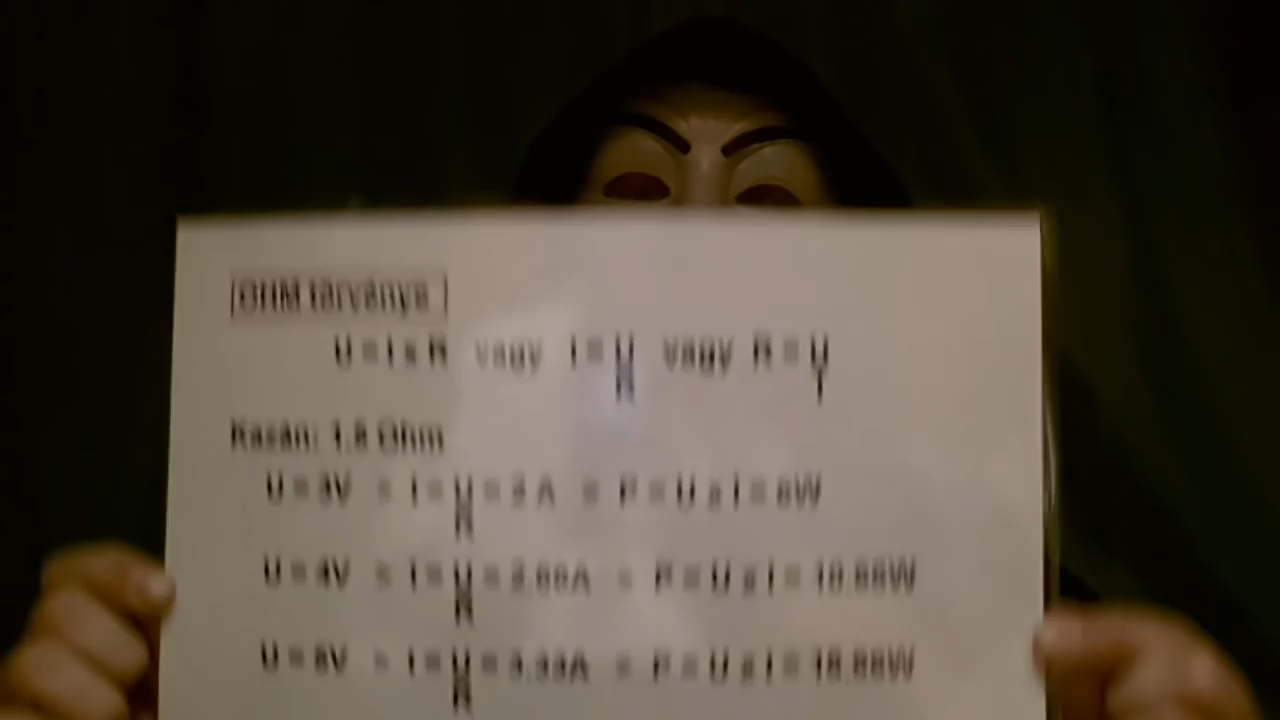 OHM törvénye
U = I x R vagy I = U vagy R = U
R I
Kazán: 1.5 Ohm
U = 3V = I = U = 2 A = P = U x I = 6W
R
U = 4V = I = U = 2.66A = P = U x I = 10.66W
R
U = 5V = I = U = 3.33A = P = U x I = 16.66W
R